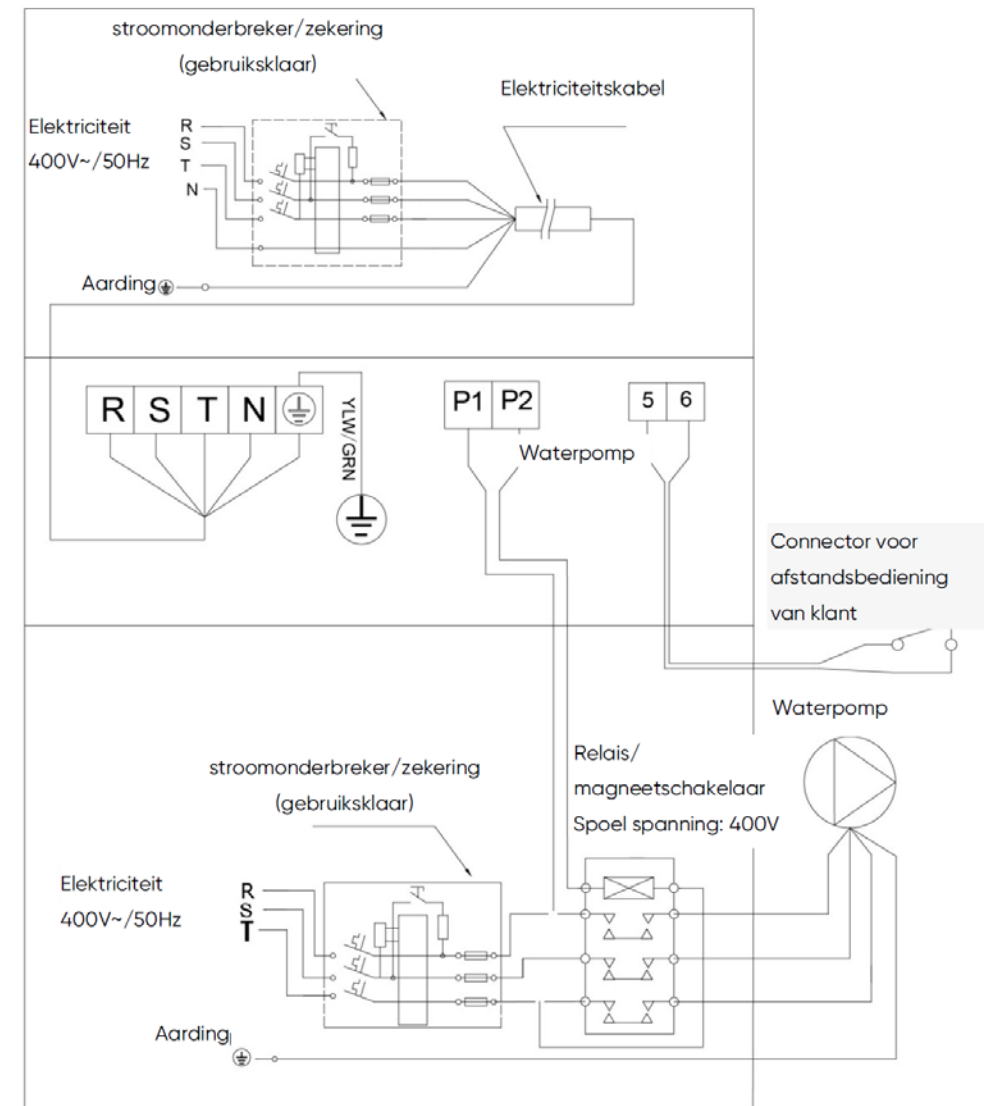 stroomonderbreker/zekering
(gebruiksklaar)
Elektriciteitskabel
Elektriciteit
400V~/50Hz
R
S
T
N
Aarding
R S T N
YLW/GRN
P1 P2
Waterpomp
5 6
Connector voor
afstandsbediening
van klant
Waterpomp
Relais/
magneetschakelaar
Spoel spanning: 400V
stroomonderbreker/zekering
(gebruiksklaar)
Elektriciteit
400V~/50Hz
R
S
T
Aarding